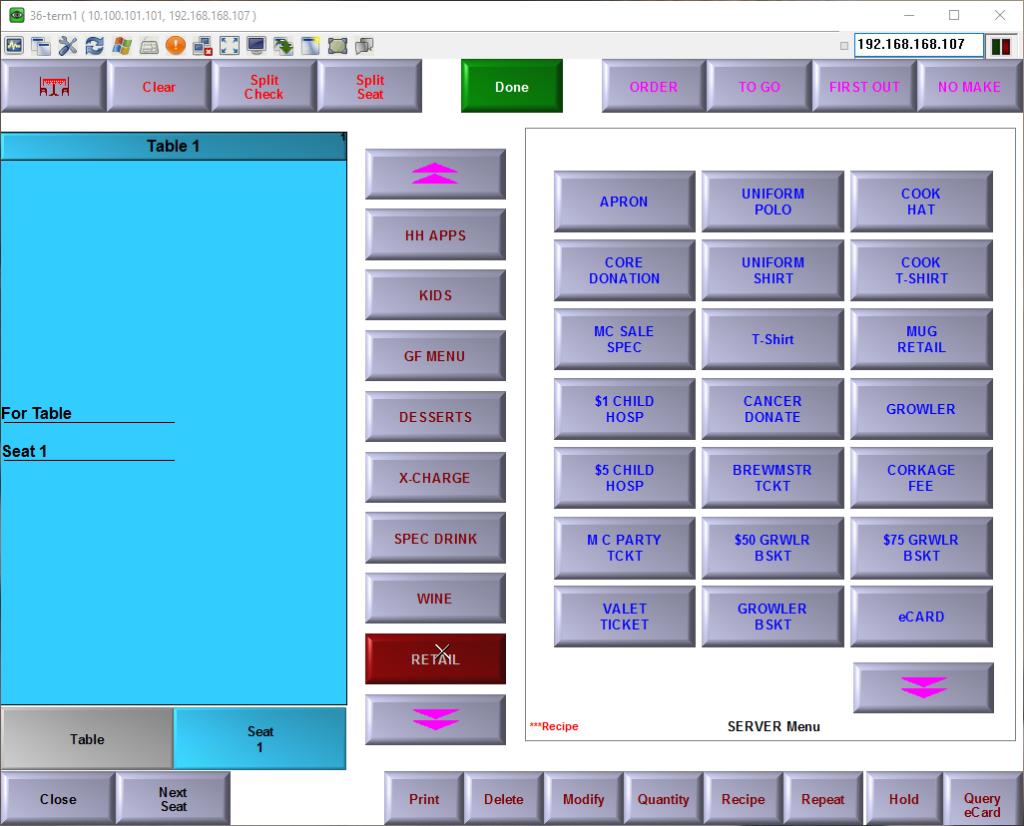 36-term1 ( 10.100.101.101, 192.168.168.107 )
192.168.168.107
Clear
Split
Check
Split
Seat
Done
ORDER
TO GO
FIRST OUT
NO MAKE
Table 1
1
For Table
Seat 1
HH APPS
KIDS
GF MENU
DESSERTS
X-CHARGE
SPEC DRINK
WINE
RETAIL
APRON
UNIFORM
POLO
COOK
HAT
CORE
DONATION
UNIFORM
SHIRT
COOK
T-SHIRT
MC SALE
SPEC
T-Shirt
MUG
RETAIL
$1 CHILD
HOSP
CANCER
DONATE
GROWLER
$5 CHILD
HOSP
BREWMSTR
TCKT
CORKAGE
FEE
M C PARTY
TCKT
$50 GRWLR
BSKT
$75 GRWLR
BSKT
VALET
TICKET
GROWLER
BSKT
eCARD
***Recipe
SERVER Menu
Table
Seat
1
Close
Next
Seat
Print
Delete
Modify
Quantity
Recipe
Repeat
Hold
Query
eCard